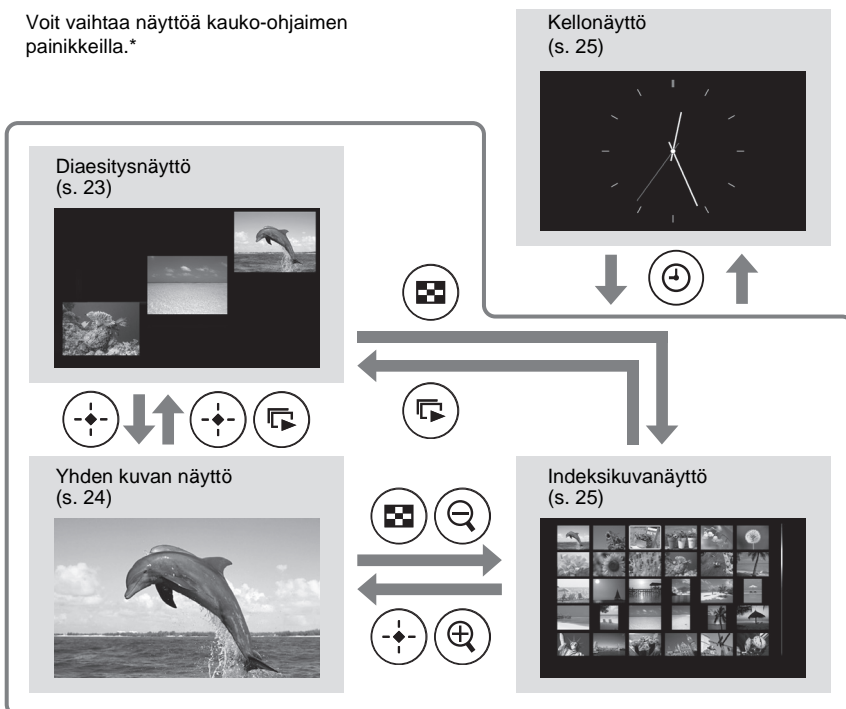 Voit vaihtaa näyttöä kauko-ohjaimen
painikkeilla.*
Kellonäyttö
(s. 25)
Diaesitysnäyttö
(s. 23)
Yhden kuvan näyttö
(s. 24)
Indeksikuvanäyttö
(s. 25)